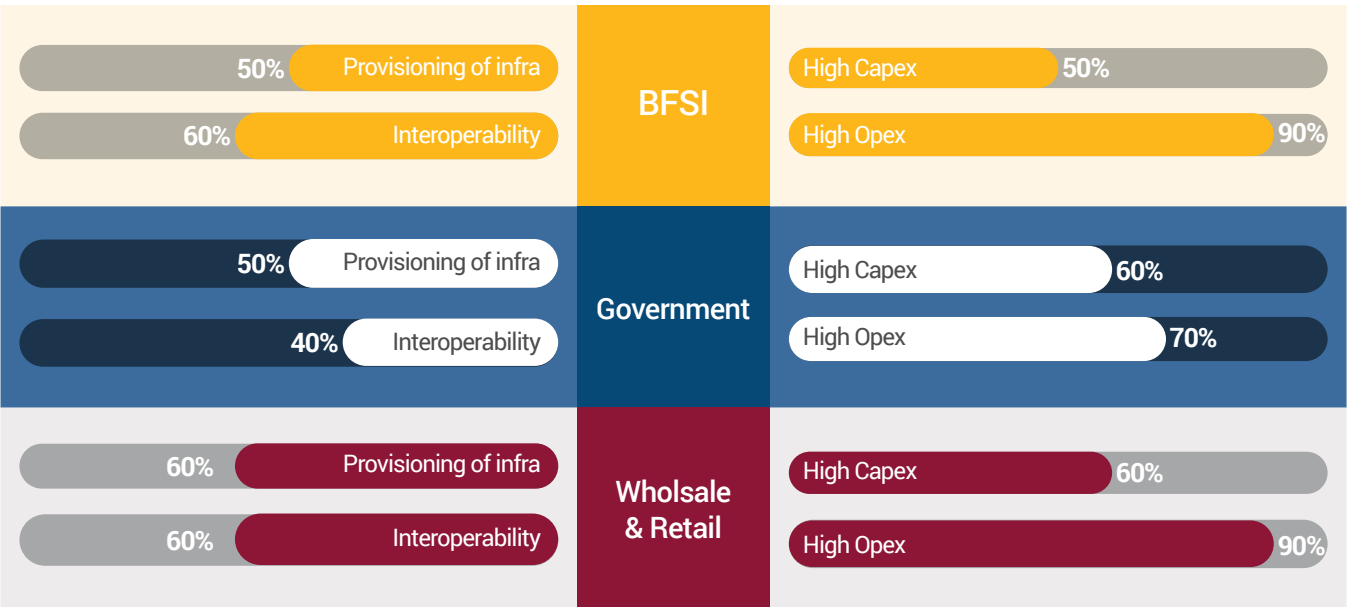 50% Provisioning of infra
60% Interoperability
BFSI
High Capex 50%
High Opex 90%
50% Provisioning of infra
40% Interoperability
Government
High Capex 60%
High Opex 70%
60% Provisioning of infra
60% Interoperability
Wholsale
& Retail
High Capex 60%
High Opex 90%